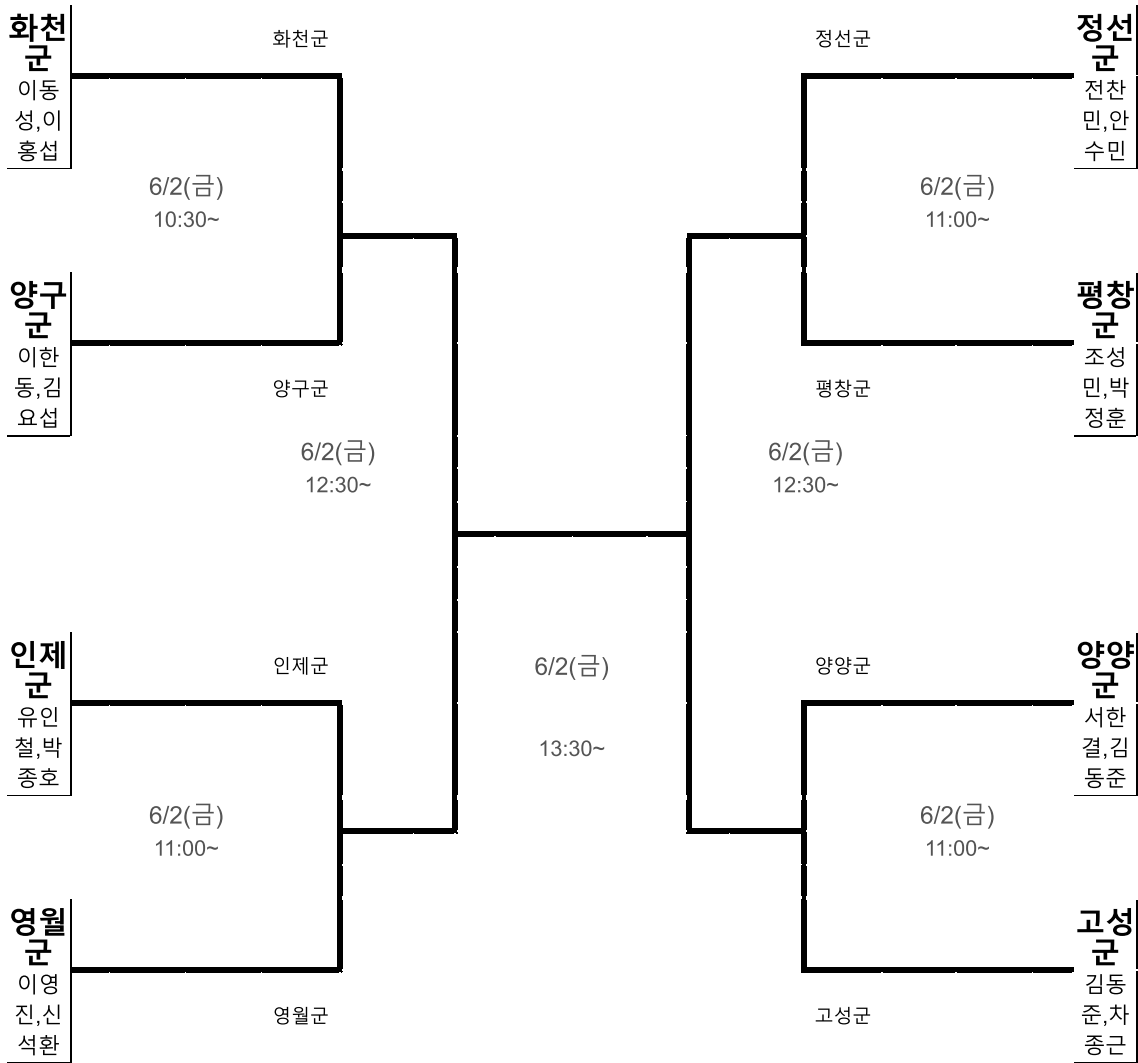 화천
군
이동
성,이
홍섭
화천군
6/2(금)
10:30~
양구
군
이한
동,김
요섭
양구군
6/2(금)
12:30~
인제
군
유인
철,박
종호
인제군
6/2(금)
11:00~
영월
군
이영
진,신
석환
영월군
6/2(금)
13:30~
정선군
정선
군
전찬
민,안
수민
6/2(금)
11:00~
평창
군
조성
민,박
정훈
평창군
6/2(금)
12:30~
양양군
양양
군
서한
결,김
동준
6/2(금)
11:00~
고성
군
김동
준,차
종근
고성군